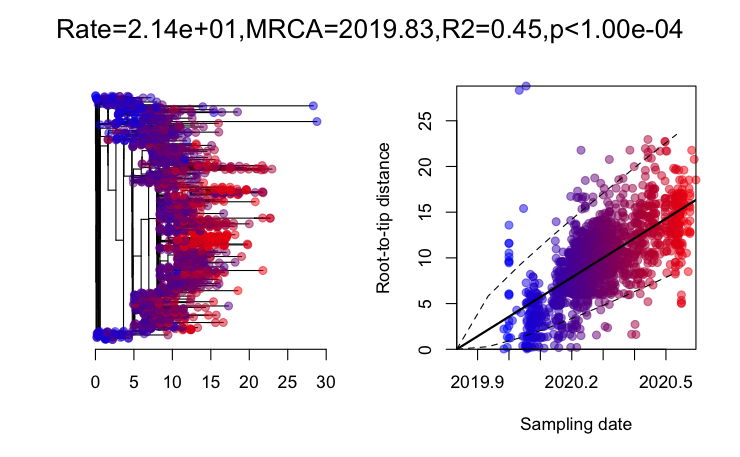 Rate=2.14e+01,MRCA=2019.83,R2=0.45,p<1.00e-04
0 5 10 15 20 25 30
Root-to-tip distance
25
20
15
10
5
0
2019.9 2020.2 2020.5
Sampling date